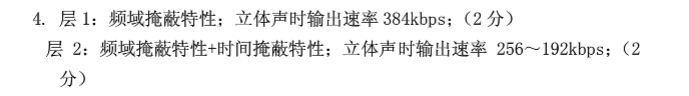 4. 层 1：频域掩蔽特性；立体声时输出速率 384kbps；（2 分）
层 2：频域掩蔽特性+时间掩蔽特性；立体声时输出速率 256～192kbps；（2
分）